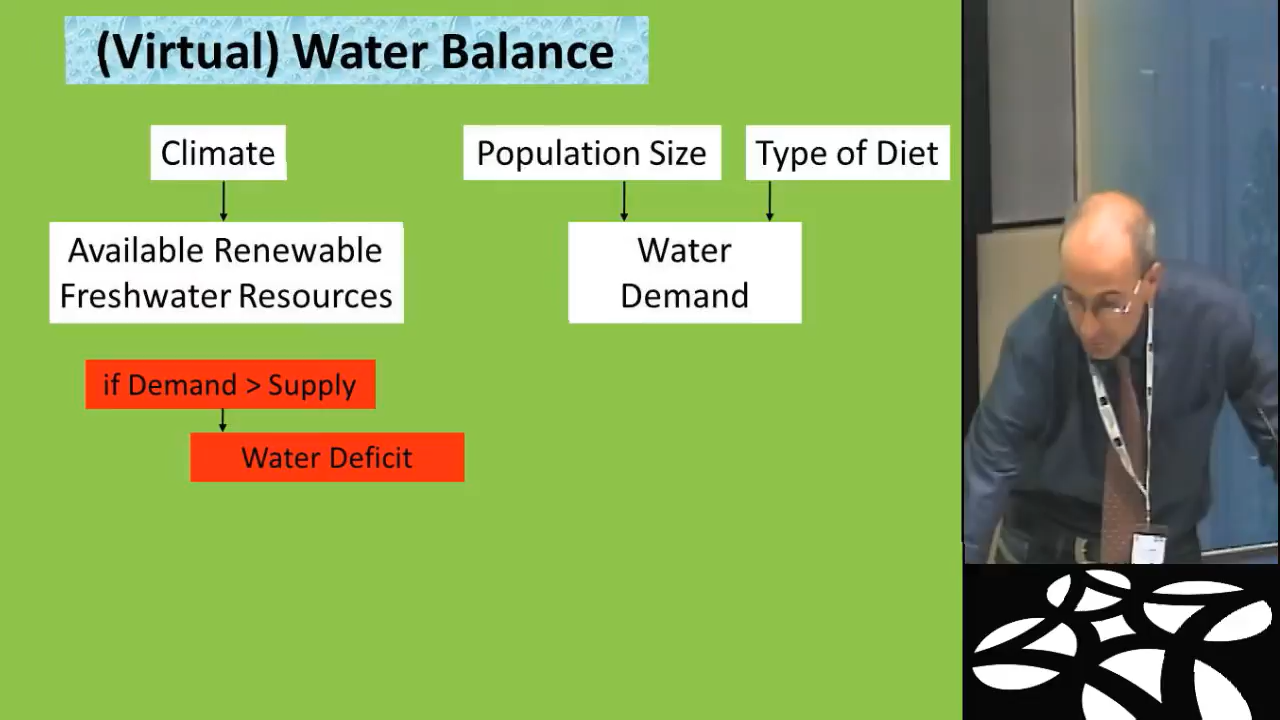 (Virtual) Water Balance
Climate
Population Size
Type of Diet
Available Renewable
Freshwater Resources
Water
Demand
if Demand > Supply
Water Deficit